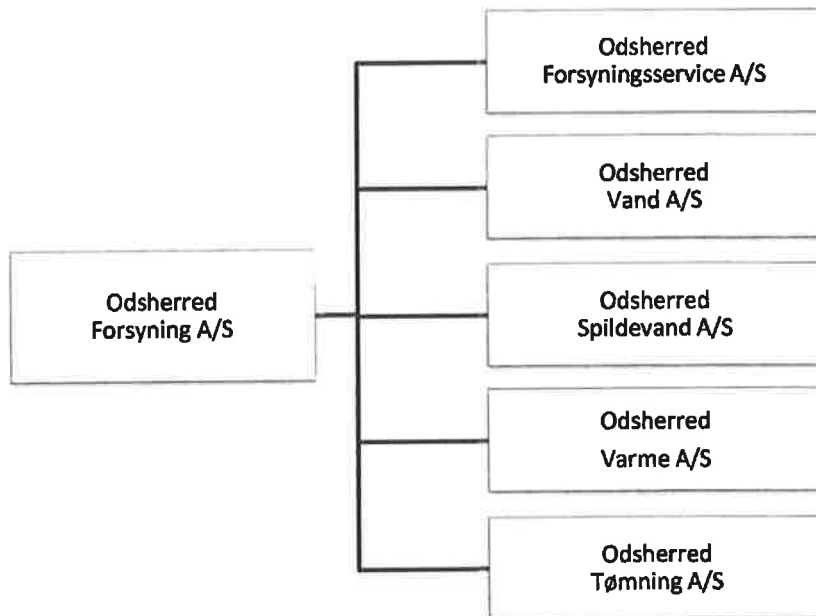 Odsherred
Forsyning A/S
Odsherred
Forsyningsservice A/S
Odsherred
Vand A/S
Odsherred
Spildevand A/S
Odsherred
Varme A/S
Odsherred
Tømning A/S